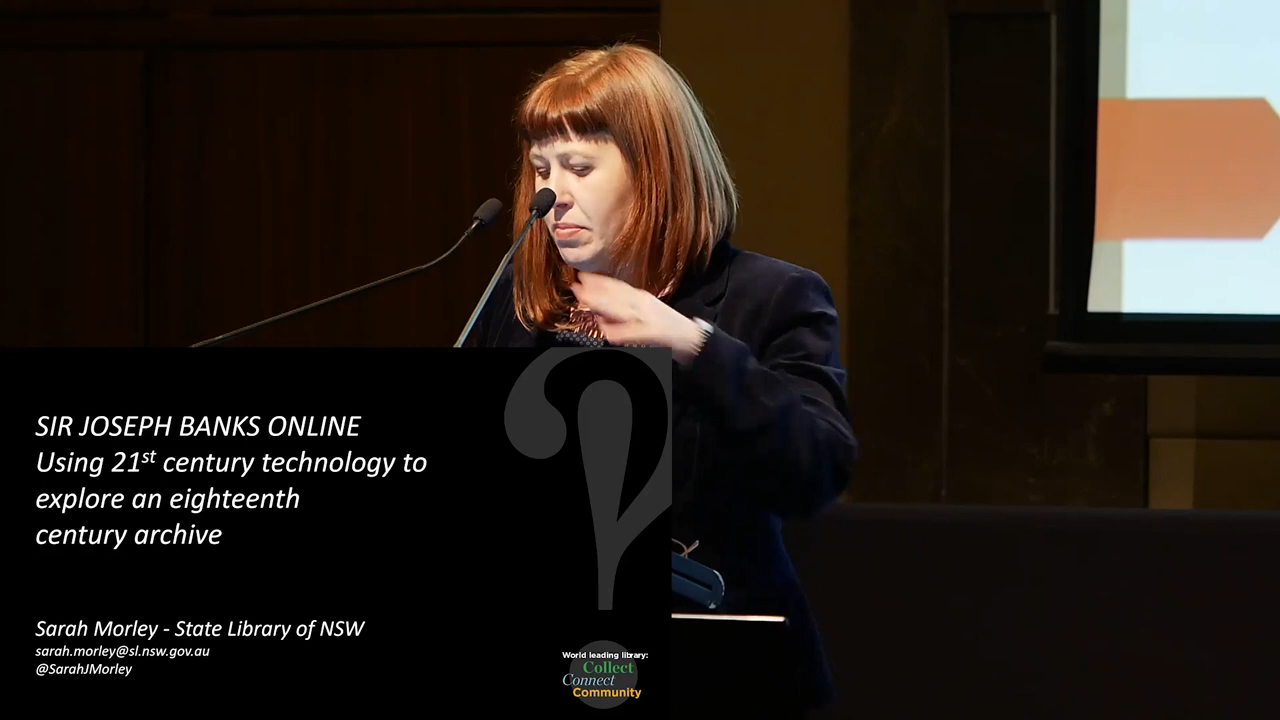 SIR JOSEPH BANKS ONLINE
Using 21st century technology to
explore an eighteenth
century archive
Sarah Morley - State Library of NSW
sarah.morley@sl.nsw.gov.au
@SarahJMorley
World leading library:
Collect
Connect
Community